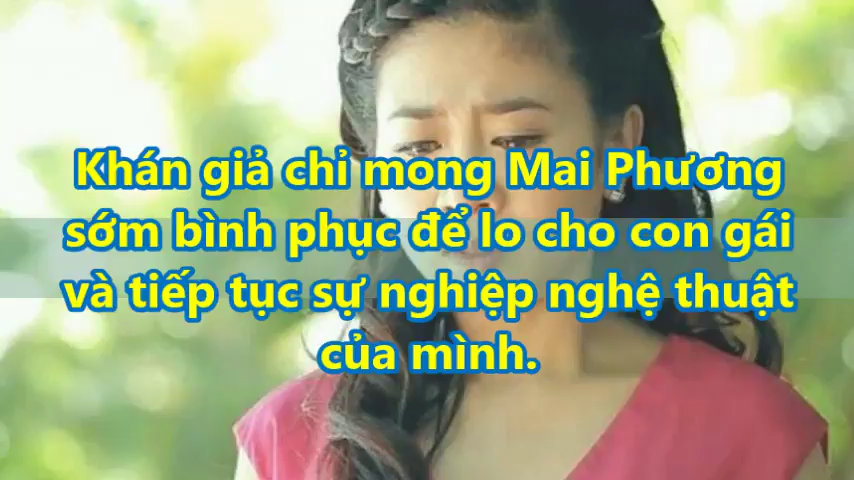 Khán giả chỉ mong Mai Phương
sớm bình phục để lo cho con gái
và tiếp tục sự nghiệp nghệ thuật
của mình.